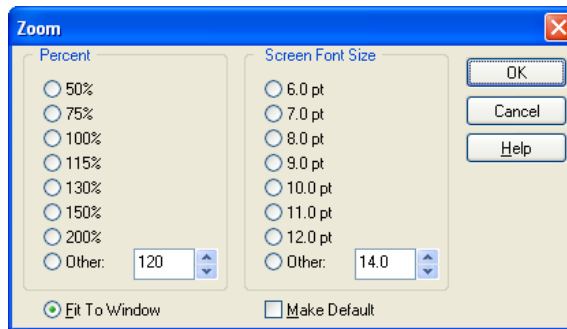 Zoom
Percent
50%
75%
100%
115%
130%
150%
200%
Other: 120
Fit To Window
Screen Font Size
6.0 pt
7.0 pt
8.0 pt
9.0 pt
10.0 pt
11.0 pt
12.0 pt
Other: 14.0
Make Default
OK
Cancel
Help